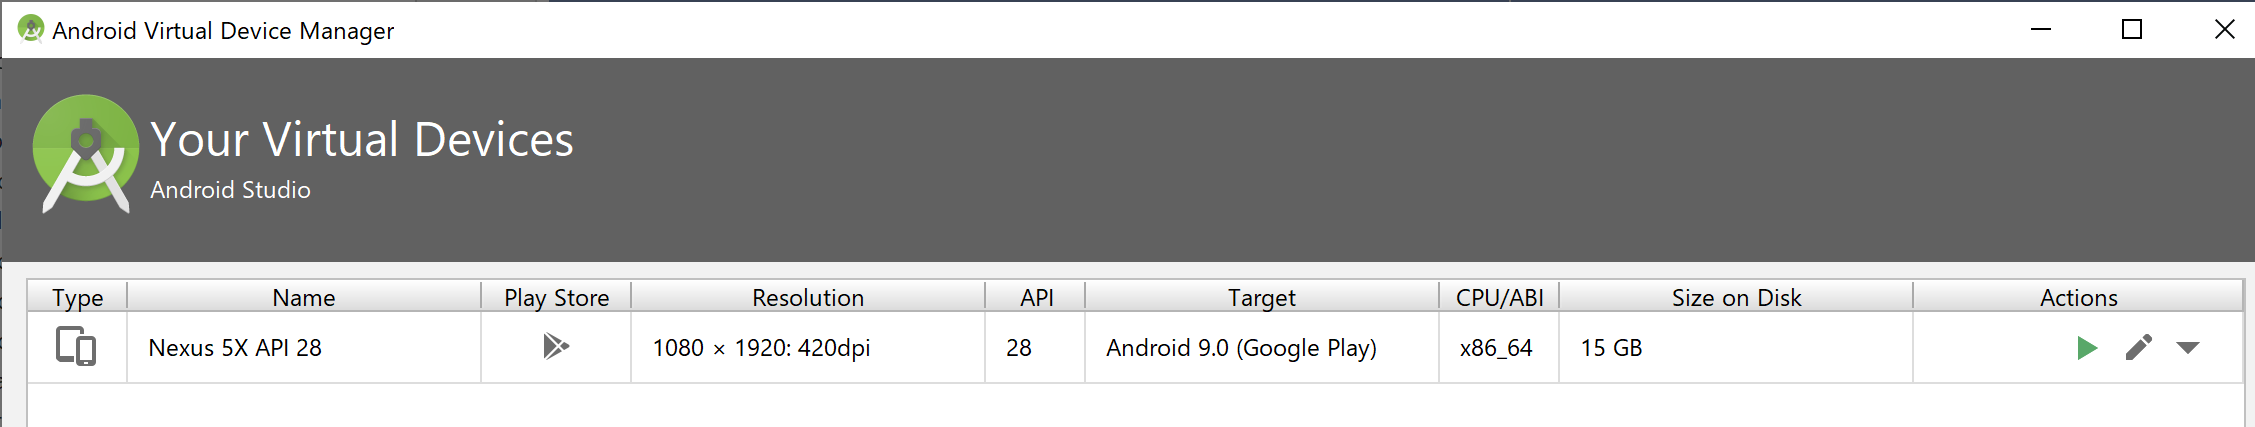 Android Virtual Device Manager
Your Virtual Devices
Android Studio
Type Name Play Store Resolution API Target CPU/ABI Size on Disk Actions
Nexus 5X API 28 1080 × 1920: 420dpi 28 Android 9.0 (Google Play) x86_64 15 GB